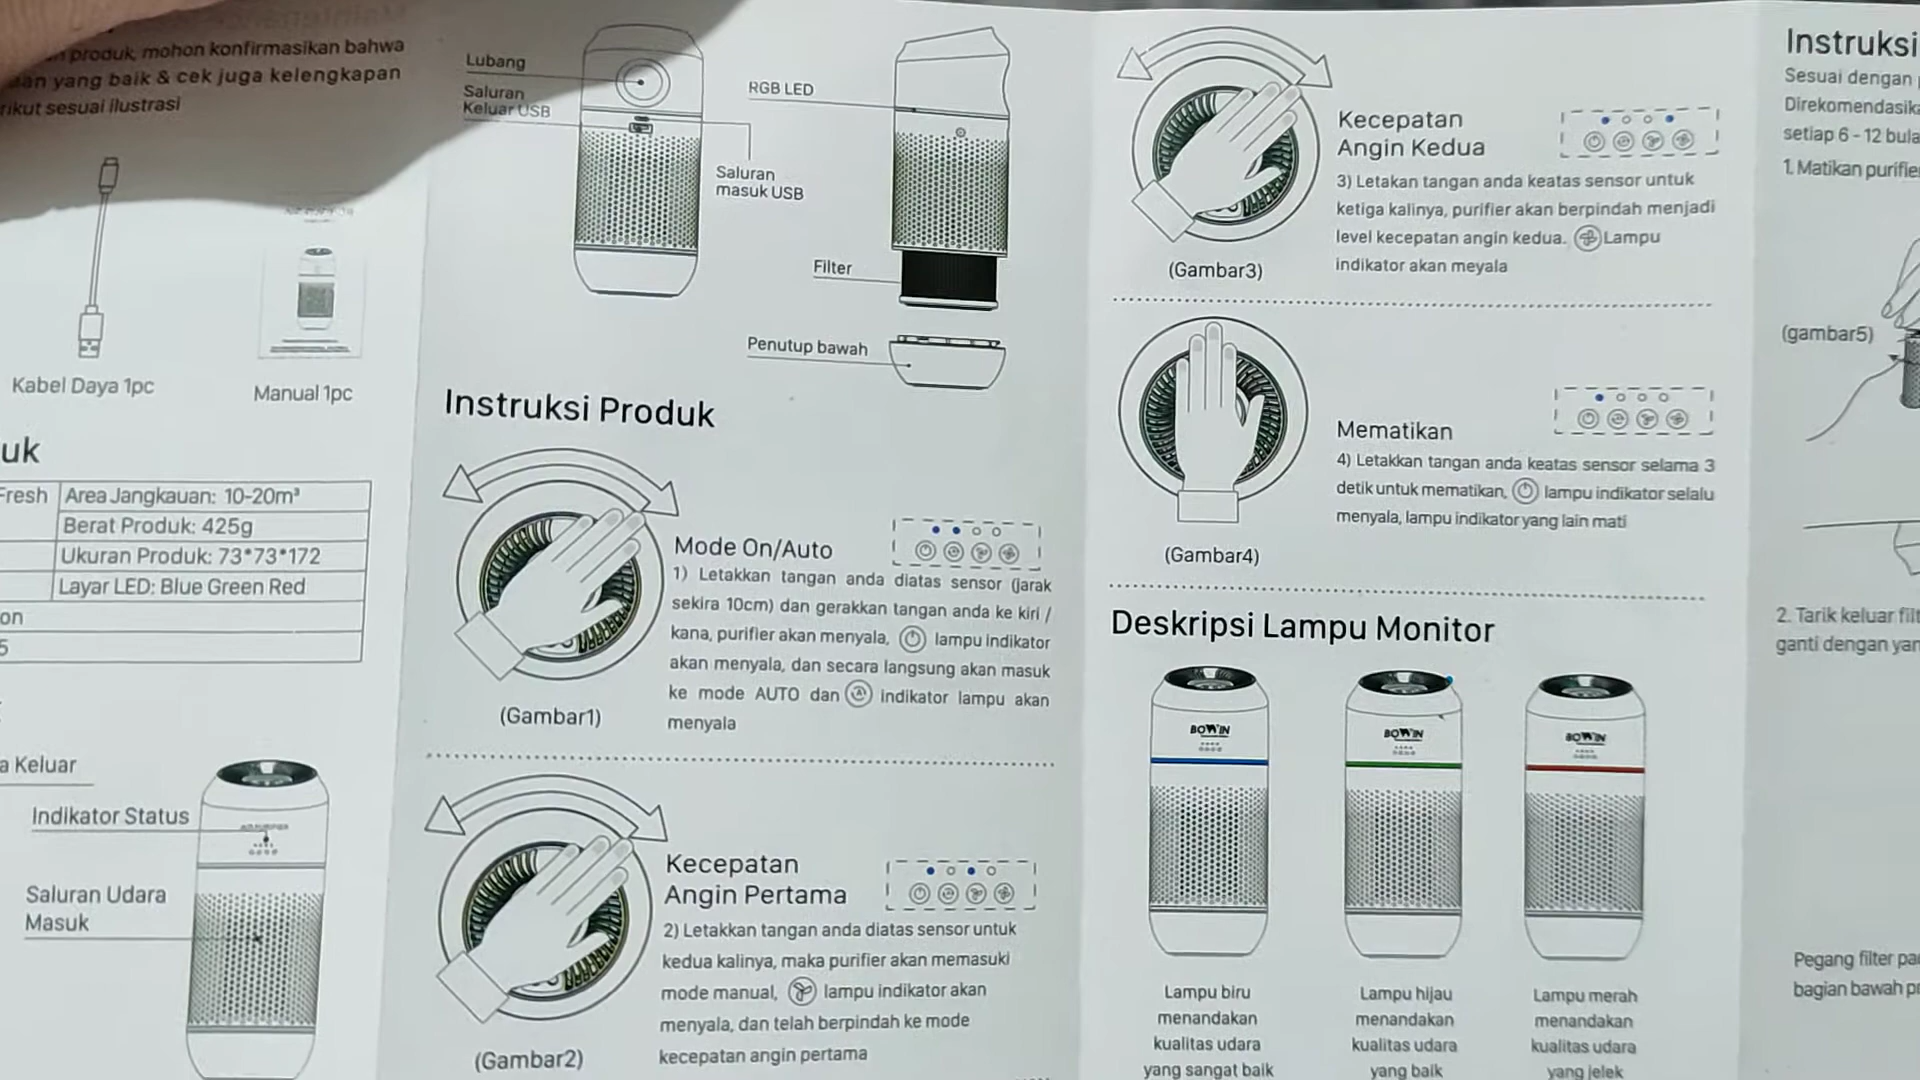 produk, mohon konfirmasikan bahwa
yang baik & cek juga kelengkapan
sesuai ilustrasi
Kabel Daya 1pc
Manual 1pc
uk
Fresh
Area Jangkauan: 10-20m³
Berat Produk: 425g
Ukuran Produk: 73*73*172
Layar LED: Blue Green Red
on
5
a Keluar
Indikator Status
Saluran Udara
Masuk
Lubang
Saluran
Keluar USB
RGB LED
Saluran
masuk USB
Filter
Penutup bawah
Instruksi Produk
Mode On/Auto
1) Letakkan tangan anda diatas sensor (jarak
sekira 10cm) dan gerakkan tangan anda ke kiri /
kana, purifier akan menyala, lampu indikator
akan menyala, dan secara langsung akan masuk
ke mode AUTO dan indikator lampu akan
menyala
(Gambar1)
Kecepatan
Angin Pertama
2) Letakkan tangan anda diatas sensor untuk
kedua kalinya, maka purifier akan memasuki
mode manual, lampu indikator akan
menyala, dan telah berpindah ke mode
kecepatan angin pertama
(Gambar2)
Kecepatan
Angin Kedua
3) Letakan tangan anda keatas sensor untuk
ketiga kalinya, purifier akan berpindah menjadi
level kecepatan angin kedua. Lampu
indikator akan meyala
(Gambar3)
Mematikan
4) Letakkan tangan anda keatas sensor selama 3
detik untuk mematikan, lampu indikator selalu
menyala, lampu indikator yang lain mati
(Gambar4)
Deskripsi Lampu Monitor
BOWIN
BOWIN
BOWIN
Lampu biru
menandakan
kualitas udara
yang sangat baik
Lampu hijau
menandakan
kualitas udara
yang baik
Lampu merah
menandakan
kualitas udara
yang jelek
Instruksi
Sesuai dengan
Direkomendasika
setiap 6 - 12 bula
1. Matikan purifie
(gambar5)
2. Tarik keluar filt
ganti dengan yan
Pegang filter pa
bagian bawah pr